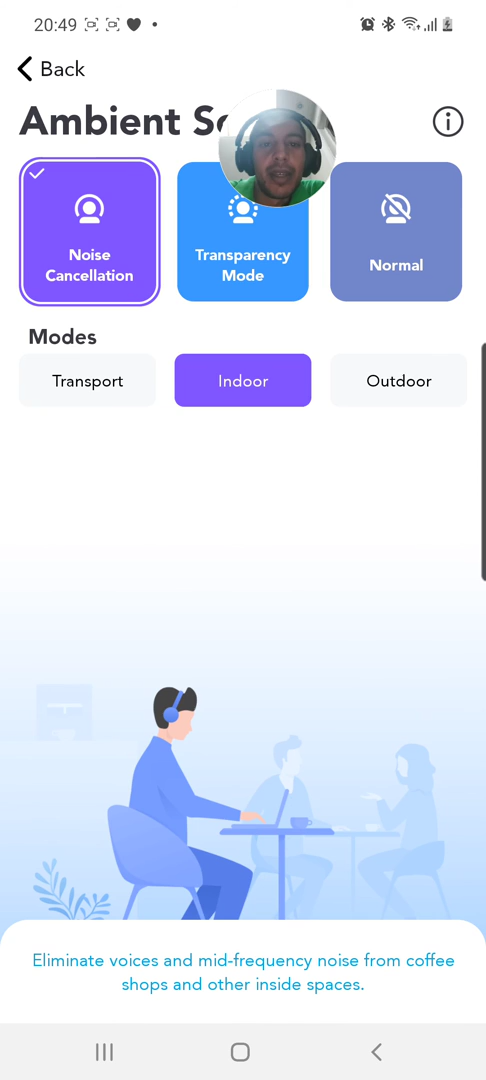 20:49
Back
Ambient
Noise
Cancellation
Transparency
Mode
Normal
Modes
Transport
Indoor
Outdoor
Eliminate voices and mid-frequency noise from coffee
shops and other inside spaces.